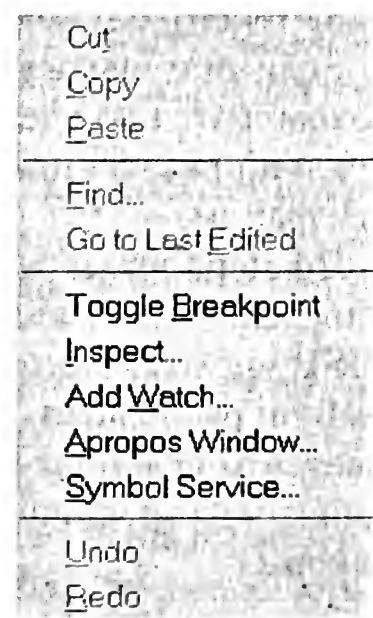 Cut
Copy
Paste
Find...
Go to Last Edited
Toggle Breakpoint
Inspect...
Add Watch...
Apropos Window...
Symbol Service...
Undo
Redo